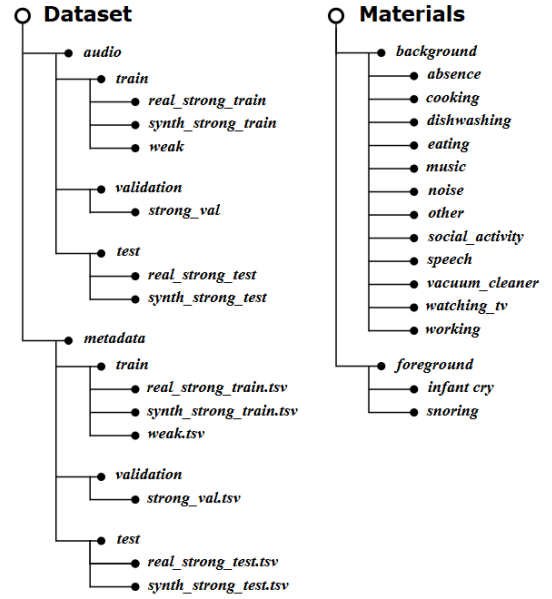 Dataset
audio
train
real_strong_train
synth_strong_train
weak
validation
strong_val
test
real_strong_test
synth_strong_test
metadata
train
real_strong_train.tsv
synth_strong_train.tsv
weak.tsv
validation
strong_val.tsv
test
real_strong_test.tsv
synth_strong_test.tsv
Materials
background
absence
cooking
dishwashing
eating
music
noise
other
social_activity
speech
vacuum_cleaner
watching_tv
working
foreground
infant cry
snoring